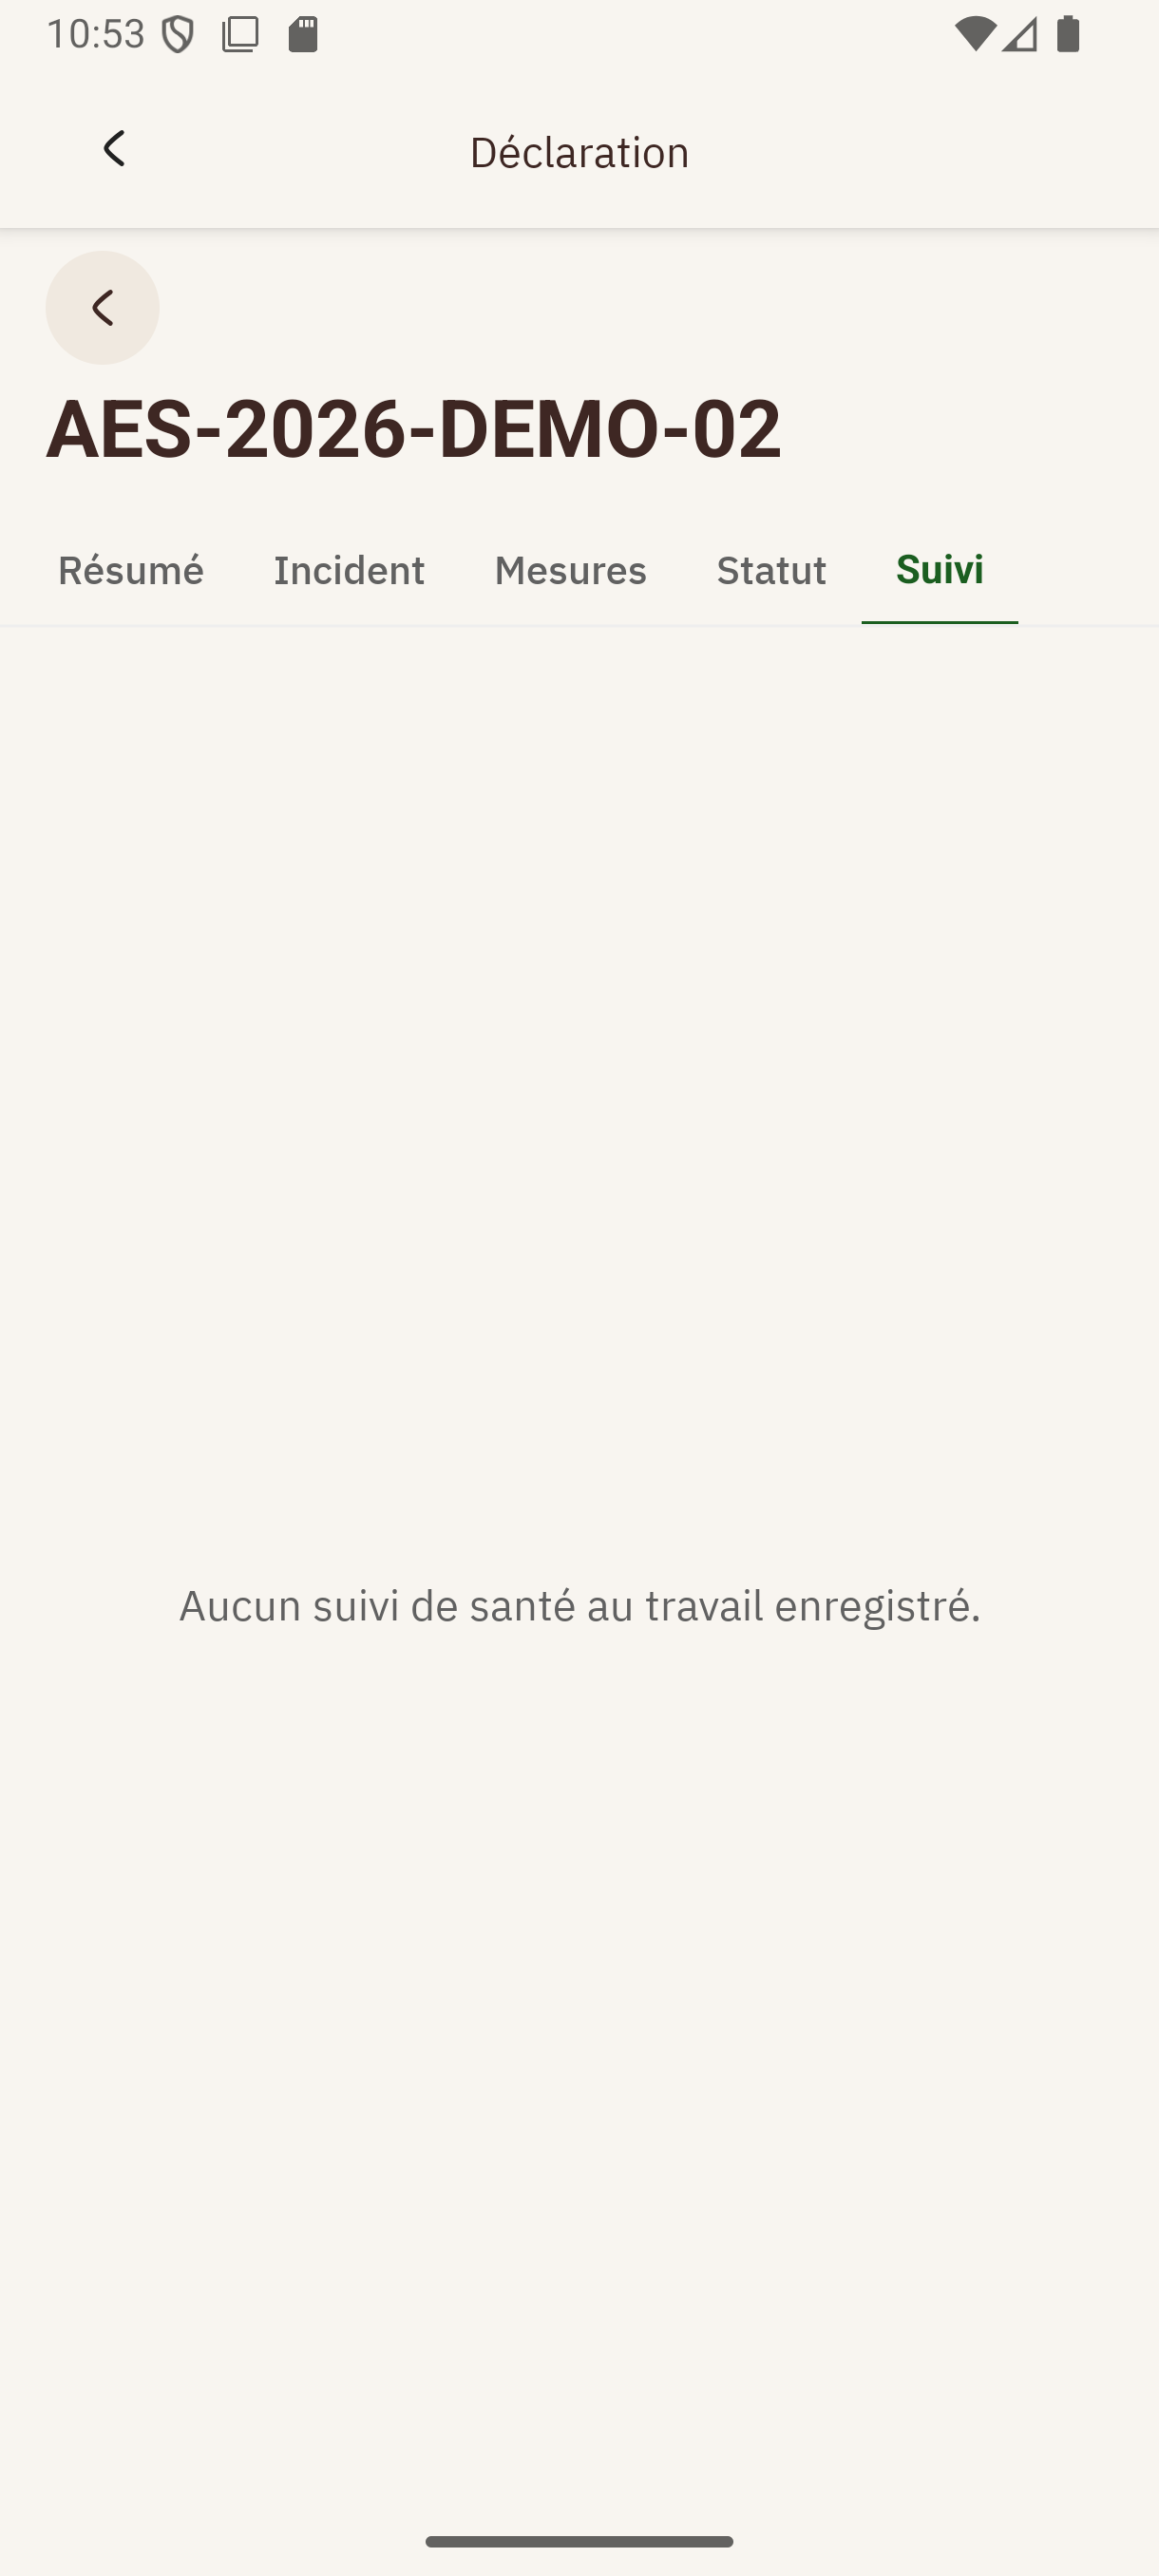 10:53
Déclaration
AES-2026-DEMO-02
Résumé Incident Mesures Statut Suivi
Aucun suivi de santé au travail enregistré.